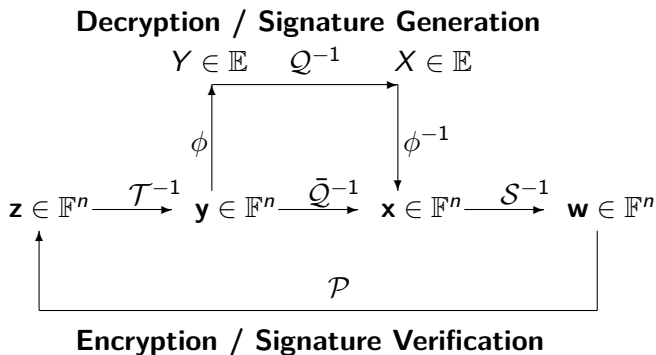 Decryption / Signature Generation
Y ∈ 𝔼 𝒬⁻¹ X ∈ 𝔼
ϕ ϕ⁻¹
z ∈ 𝔽ⁿ 𝒯⁻¹ y ∈ 𝔽ⁿ 𝒬̄⁻¹ x ∈ 𝔽ⁿ 𝒮⁻¹ w ∈ 𝔽ⁿ
𝒫
Encryption / Signature Verification